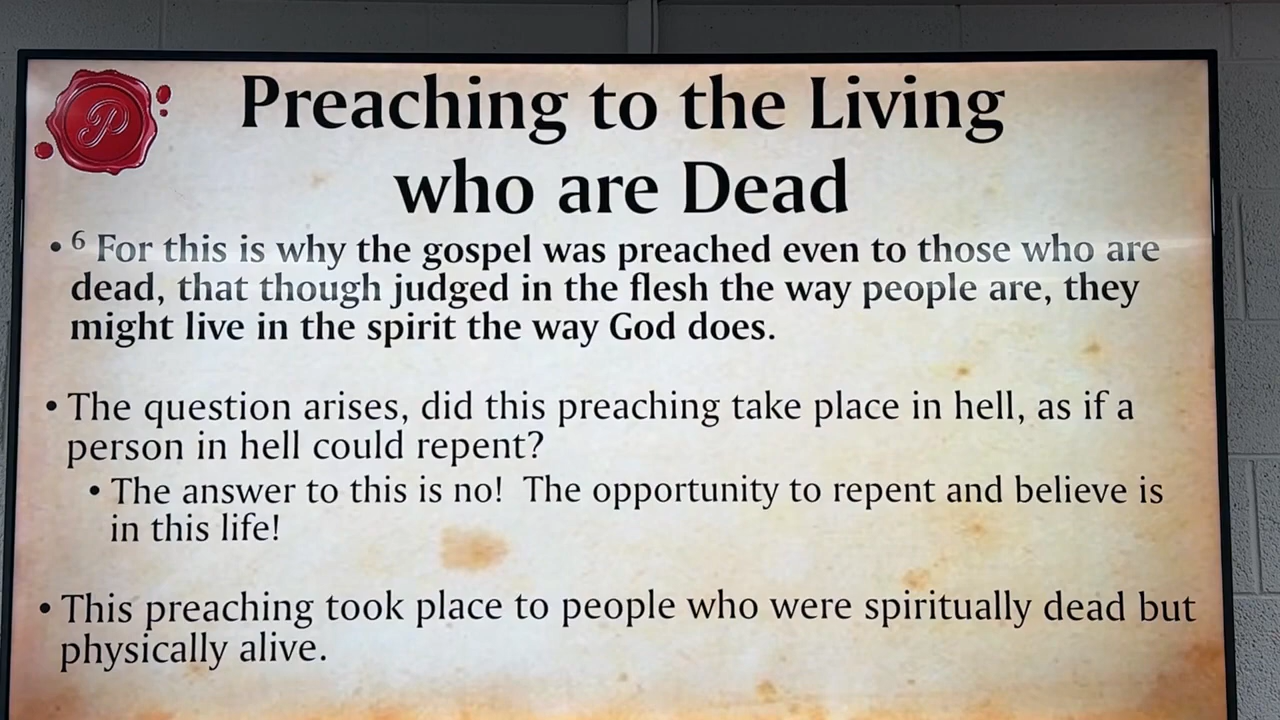 P
Preaching to the Living
who are Dead
• ⁶ For this is why the gospel was preached even to those who are
dead, that though judged in the flesh the way people are, they
might live in the spirit the way God does.
• The question arises, did this preaching take place in hell, as if a
person in hell could repent?
• The answer to this is no! The opportunity to repent and believe is
in this life!
• This preaching took place to people who were spiritually dead but
physically alive.